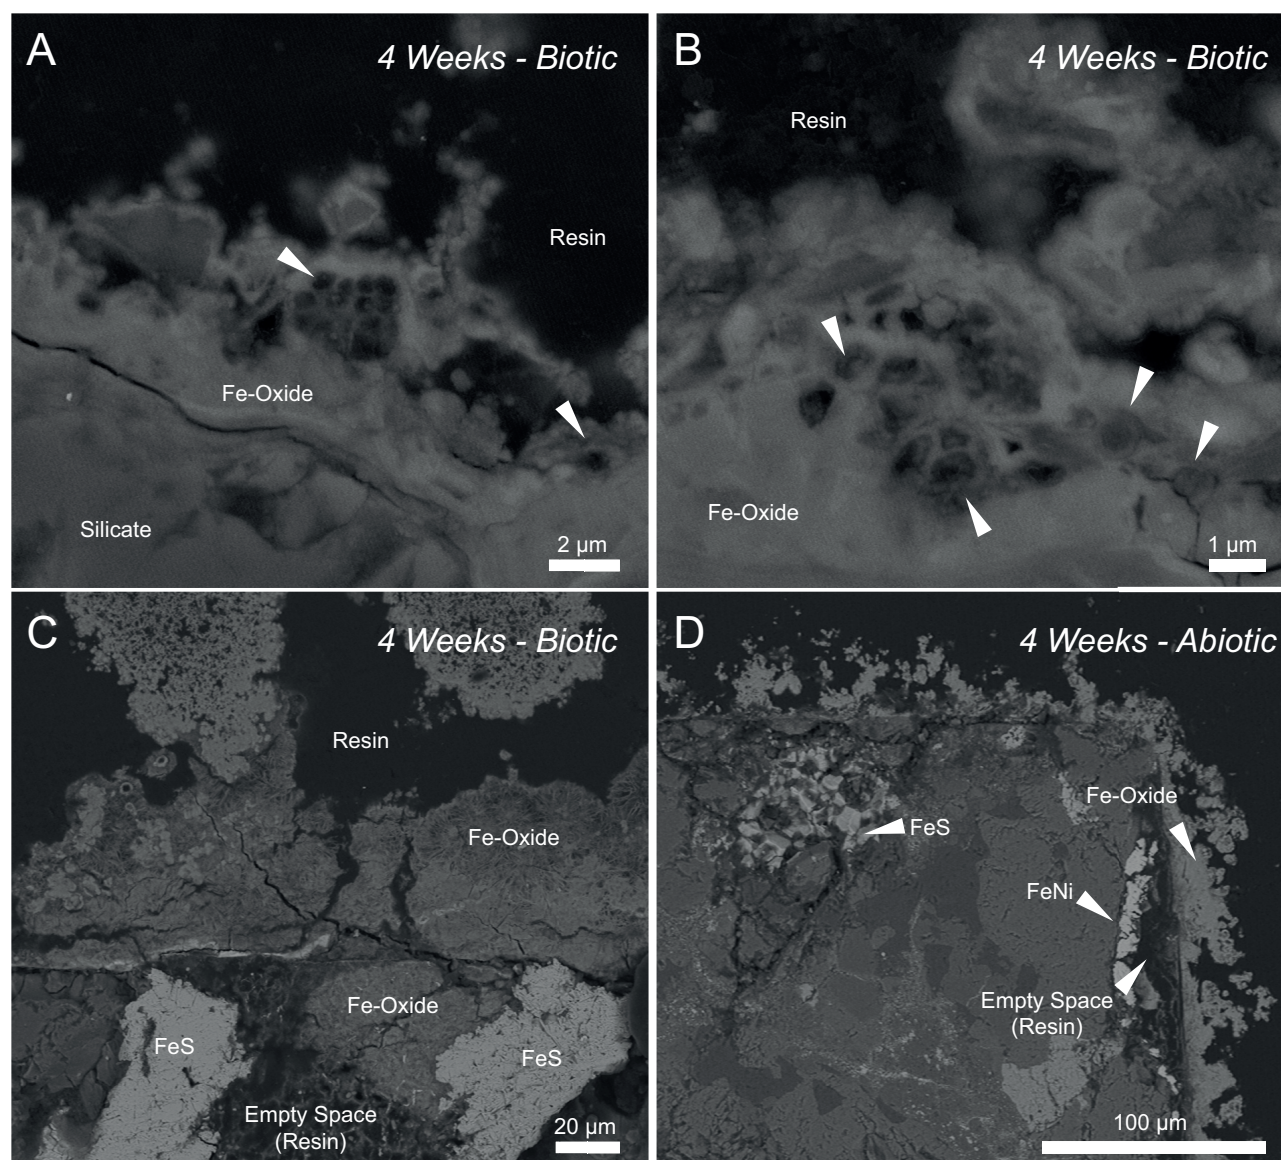 A
4 Weeks - Biotic
Resin
Fe-Oxide
Silicate
2 µm
B
4 Weeks - Biotic
Resin
Fe-Oxide
1 µm
C
4 Weeks - Biotic
Resin
Fe-Oxide
Fe-Oxide
FeS
FeS
Empty Space
(Resin)
20 µm
D
4 Weeks - Abiotic
Fe-Oxide
FeS
FeNi
Empty Space
(Resin)
100 µm